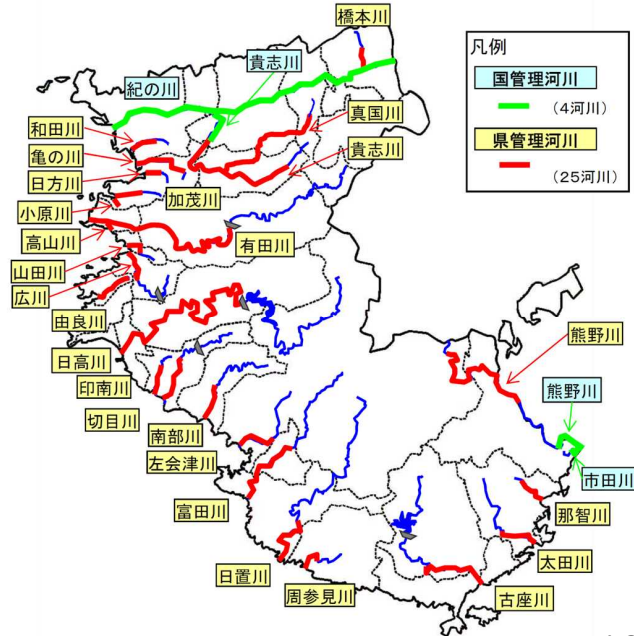 橋本川
貴志川
紀の川
凡例
国管理河川
(4河川)
県管理河川
(25河川)
和田川
真国川
亀の川
貴志川
日方川
加茂川
小原川
有田川
高山川
山田川
広川
由良川
熊野川
日高川
熊野川
印南川
切目川
南部川
左会津川
市田川
富田川
那智川
太田川
日置川
周参見川
古座川